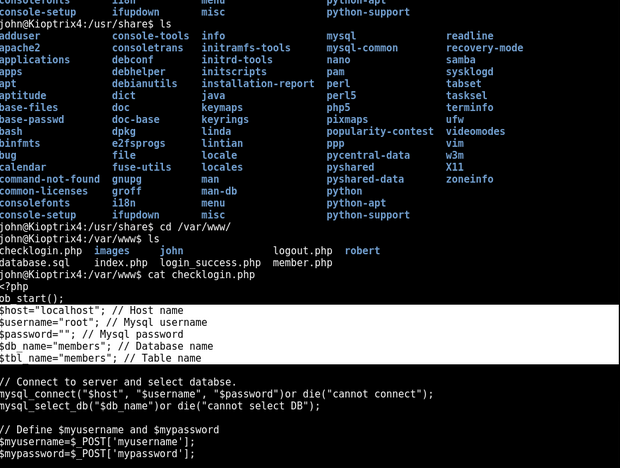 consolefonts i18n menu python-apt
console-setup ifupdown misc python-support
john@Kioptrix4:/usr/share$ ls
adduser console-tools info mysql readline
apache2 consoletrans initramfs-tools mysql-common recovery-mode
applications debconf initrd-tools nano samba
apps debhelper initscripts pam sysklogd
apt debianutils installation-report perl tabset
aptitude dict java perl5 tasksel
base-files doc keymaps php5 terminfo
base-passwd doc-base keyrings pixmaps ufw
bash dpkg linda popularity-contest videomodes
binfmts e2fsprogs lintian ppp vim
bug file locale pycentral-data w3m
calendar fuse-utils locales pyshared X11
command-not-found gnupg man pyshared-data zoneinfo
common-licenses groff man-db python
consolefonts i18n menu python-apt
console-setup ifupdown misc python-support
john@Kioptrix4:/usr/share$ cd /var/www/
john@Kioptrix4:/var/www$ ls
checklogin.php images john logout.php robert
database.sql index.php login_success.php member.php
john@Kioptrix4:/var/www$ cat checklogin.php
<?php
ob_start();
$host="localhost"; // Host name
$username="root"; // Mysql username
$password=""; // Mysql password
$db_name="members"; // Database name
$tbl_name="members"; // Table name
// Connect to server and select databse.
mysql_connect("$host", "$username", "$password")or die("cannot connect");
mysql_select_db("$db_name")or die("cannot select DB");
// Define $myusername and $mypassword
$myusername=$_POST['myusername'];
$mypassword=$_POST['mypassword'];